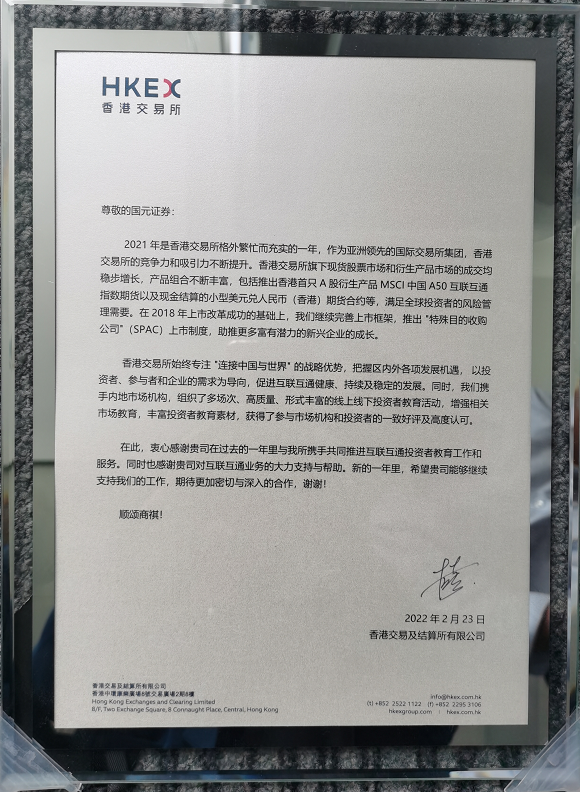 HKEX
香港交易所
尊敬的国元证券：
2021 年是香港交易所格外繁忙而充实的一年，作为亚洲领先的国际交易所集团，香港
交易所的竞争力和吸引力不断提升。香港交易所旗下现货股票市场和衍生产品市场的成交均
稳步增长，产品组合不断丰富，包括推出香港首只 A 股衍生产品 MSCI 中国 A50 互联互通
指数期货以及现金结算的小型美元兑人民币（香港）期货合约等，满足全球投资者的风险管
理需要。在 2018 年上市改革成功的基础上，我们继续完善上市框架，推出 "特殊目的收购
公司"（SPAC）上市制度，助推更多富有潜力的新兴企业的成长。
香港交易所始终专注 "连接中国与世界" 的战略优势，把握区内外各项发展机遇，以投
资者、参与者和企业的需求为导向，促进互联互通健康、持续及稳定的发展。同时，我们携
手内地市场机构，组织了多场次、高质量、形式丰富的线上线下投资者教育活动，增强相关
市场教育，丰富投资者教育素材，获得了参与市场机构和投资者的一致好评及高度认可。
在此，衷心感谢贵司在过去的一年里与我所携手共同推进互联互通投资者教育工作和
服务。同时也感谢贵司对互联互通业务的大力支持与帮助。新的一年里，希望贵司能够继续
支持我们的工作，期待更加密切与深入的合作，谢谢！
顺颂商祺！
2022 年 2 月 23 日
香港交易及结算所有限公司
香港交易及結算所有限公司
香港中環康樂廣場8號交易廣場2期8樓
Hong Kong Exchanges and Clearing Limited
8/F, Two Exchange Square, 8 Connaught Place, Central, Hong Kong
info@hkex.com.hk
(t) +852 2522 1122 (f) +852 2295 3106
hkexgroup.com | hkex.com.hk